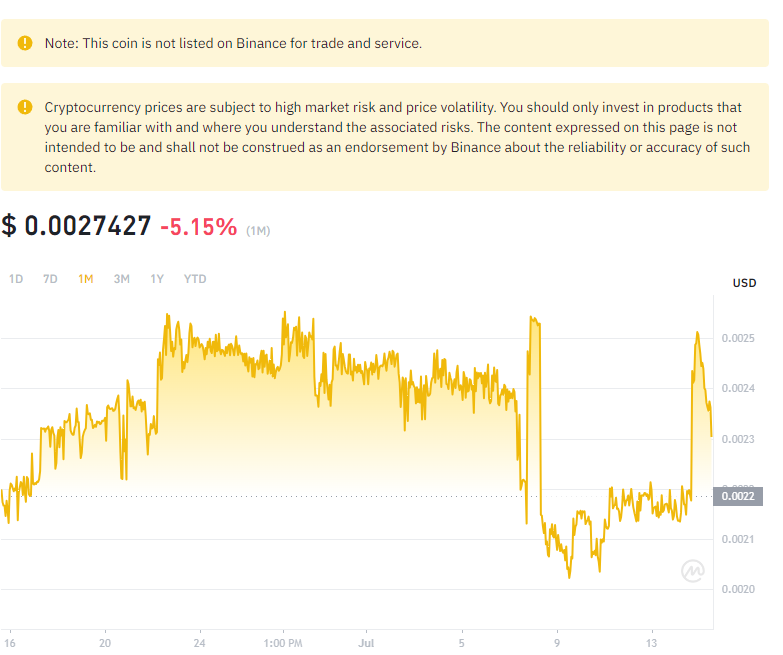 Note: This coin is not listed on Binance for trade and service.
Cryptocurrency prices are subject to high market risk and price volatility. You should only invest in products that
you are familiar with and where you understand the associated risks. The content expressed on this page is not
intended to be and shall not be construed as an endorsement by Binance about the reliability or accuracy of such
content.
$ 0.0027427 -5.15% (1M)
1D 7D 1M 3M 1Y YTD
USD
0.0025
0.0024
0.0023
0.0022
0.0021
0.0020
16 20 24 1:00 PM Jul 5 9 13